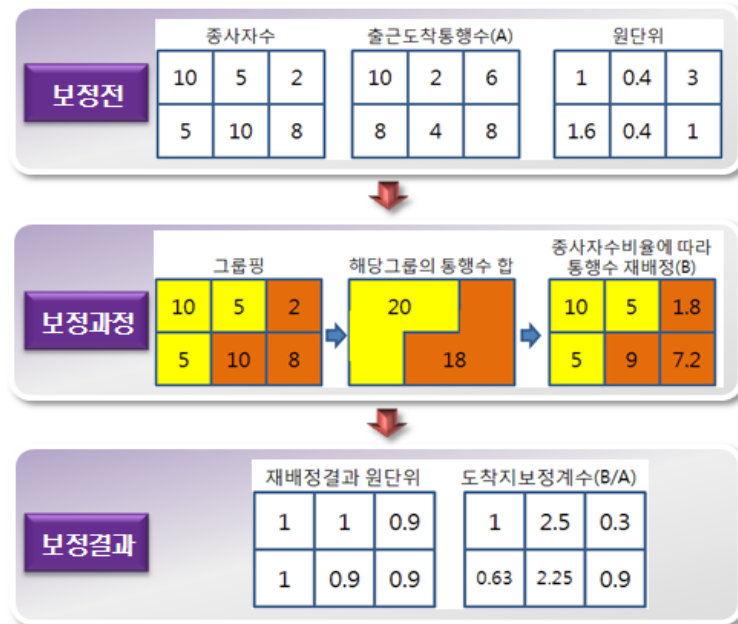 보정전
종사자수
10 5 2
5 10 8
출근도착통행수(A)
10 2 6
8 4 8
원단위
1 0.4 3
1.6 0.4 1
보정과정
그룹핑
10 5 2
5 10 8
해당그룹의 통행수 합
20
18
종사자수비율에 따라
통행수 재배정(B)
10 5 1.8
5 9 7.2
보정결과
재배정결과 원단위
1 1 0.9
1 0.9 0.9
도착지보정계수(B/A)
1 2.5 0.3
0.63 2.25 0.9